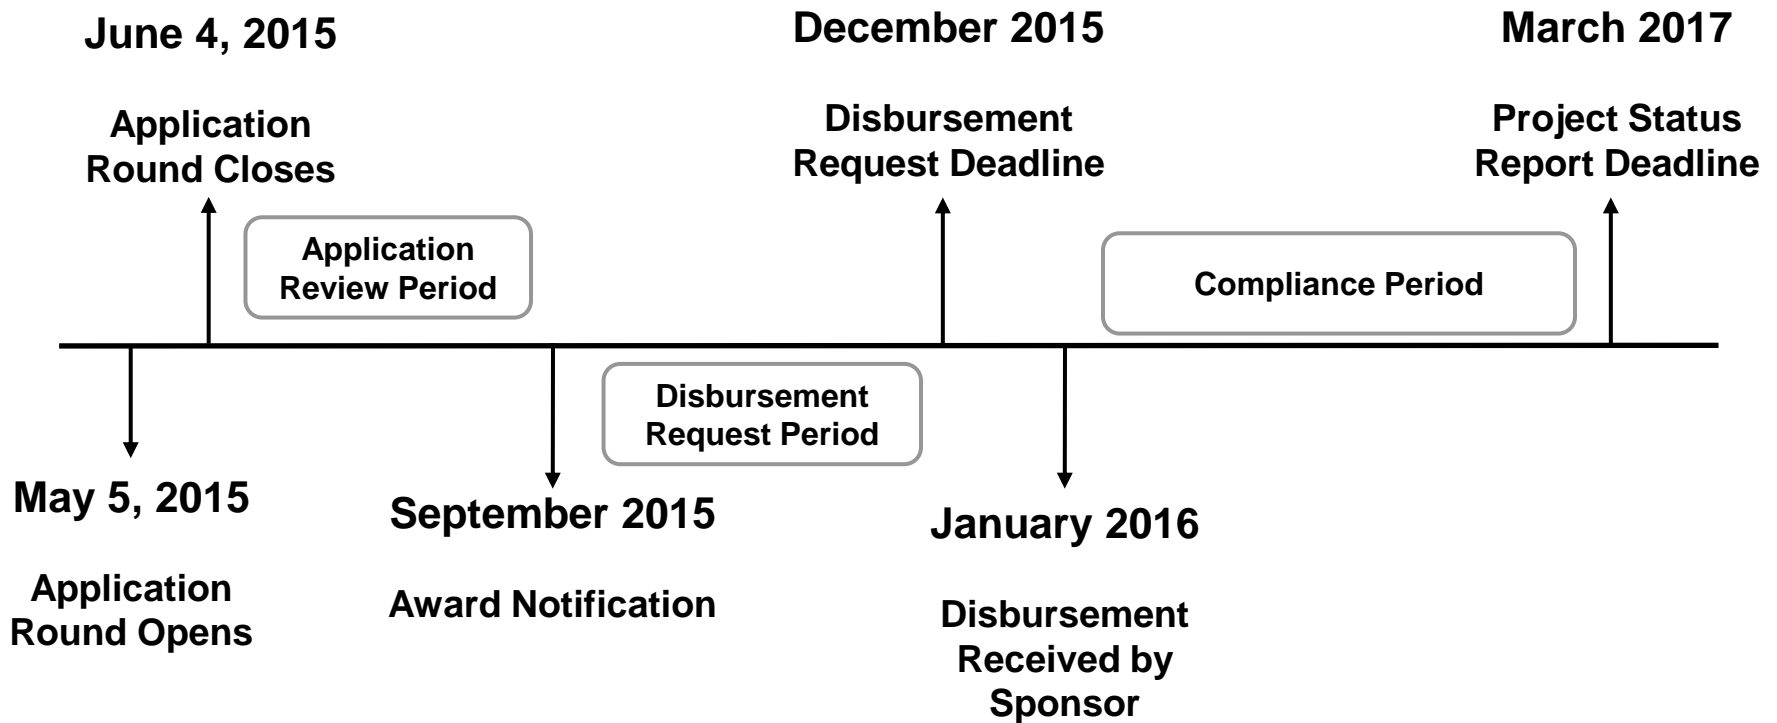 June 4, 2015
Application
Round Closes
December 2015
Disbursement
Request Deadline
March 2017
Project Status
Report Deadline
Application
Review Period
Compliance Period
Disbursement
Request Period
May 5, 2015
Application
Round Opens
September 2015
Award Notification
January 2016
Disbursement
Received by
Sponsor